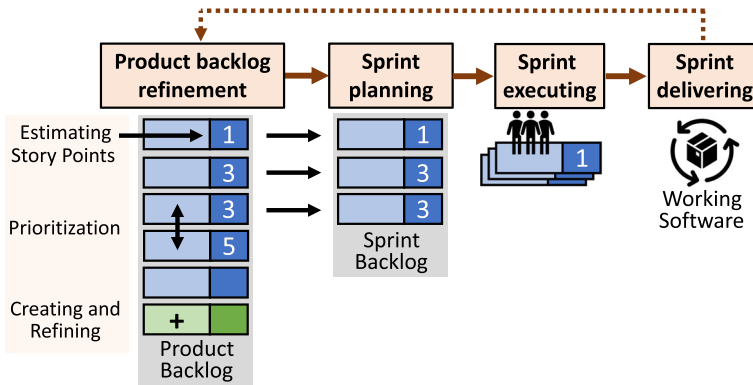 Product backlog
refinement
Sprint
planning
Sprint
executing
Sprint
delivering
Estimating
Story Points
Prioritization
Creating and
Refining
1
3
3
5
+
Product
Backlog
1
3
3
Sprint
Backlog
1
Working
Software